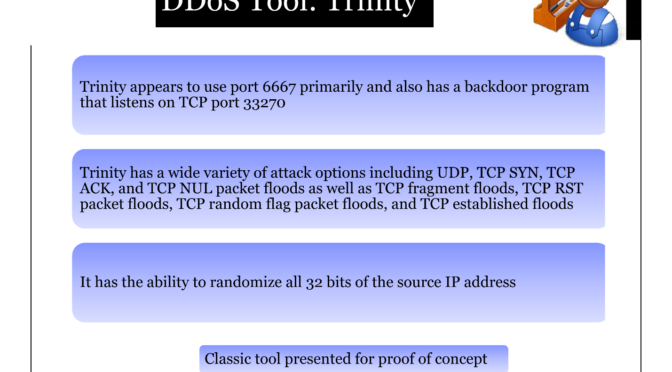 DDoS Tool: Trinity
Trinity appears to use port 6667 primarily and also has a backdoor program
that listens on TCP port 33270
Trinity has a wide variety of attack options including UDP, TCP SYN, TCP
ACK, and TCP NUL packet floods as well as TCP fragment floods, TCP RST
packet floods, TCP random flag packet floods, and TCP established floods
It has the ability to randomize all 32 bits of the source IP address
Classic tool presented for proof of concept